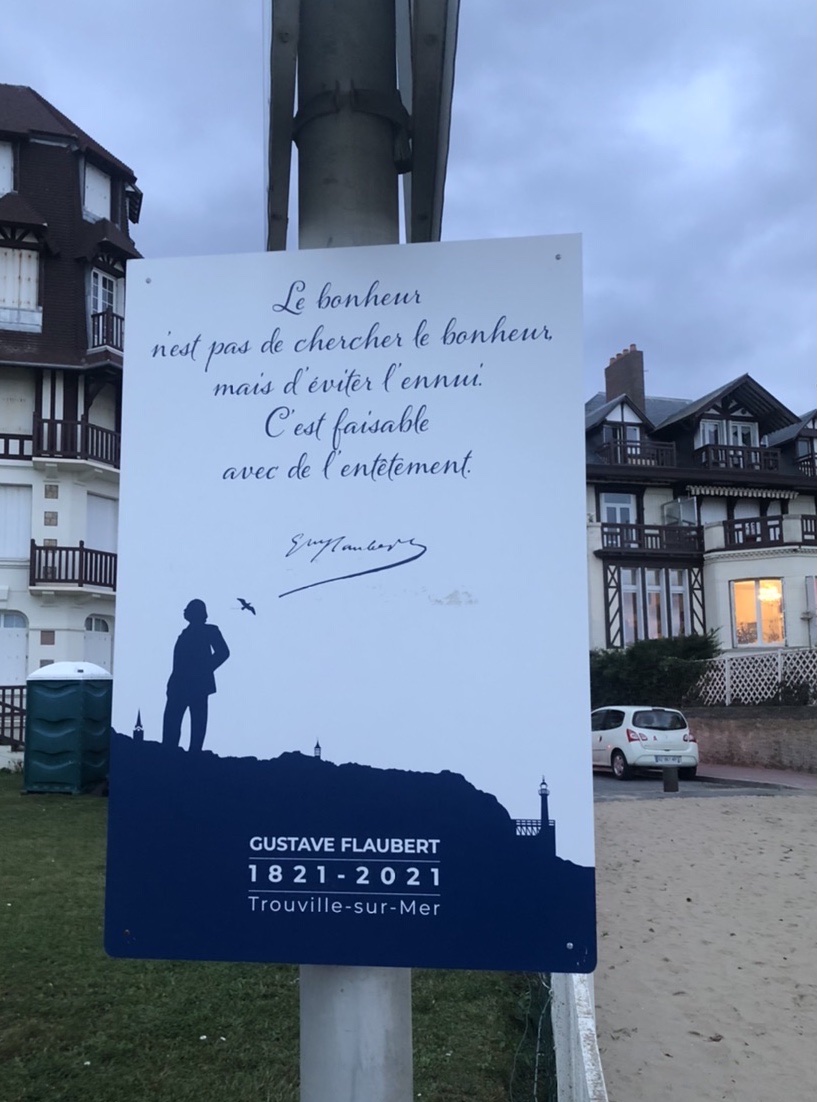 Le bonheur
n'est pas de chercher le bonheur,
mais d'éviter l'ennui.
C'est faisable
avec de l'entêtement.
GUSTAVE FLAUBERT
1821-2021
Trouville-sur-Mer